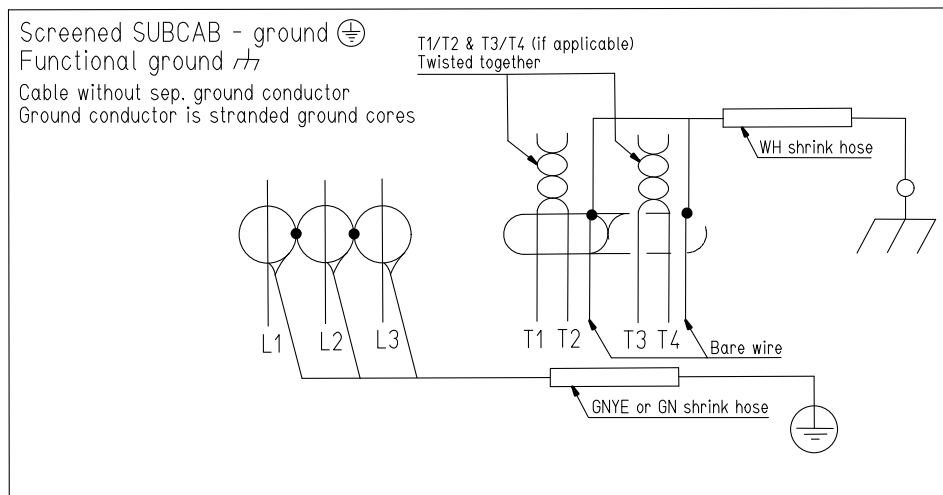 Screened SUBCAB - ground
Functional ground
Cable without sep. ground conductor
Ground conductor is stranded ground cores
T1/T2 & T3/T4 (if applicable)
Twisted together
WH shrink hose
L1 L2 L3
T1 T2 T3 T4
Bare wire
GNYE or GN shrink hose